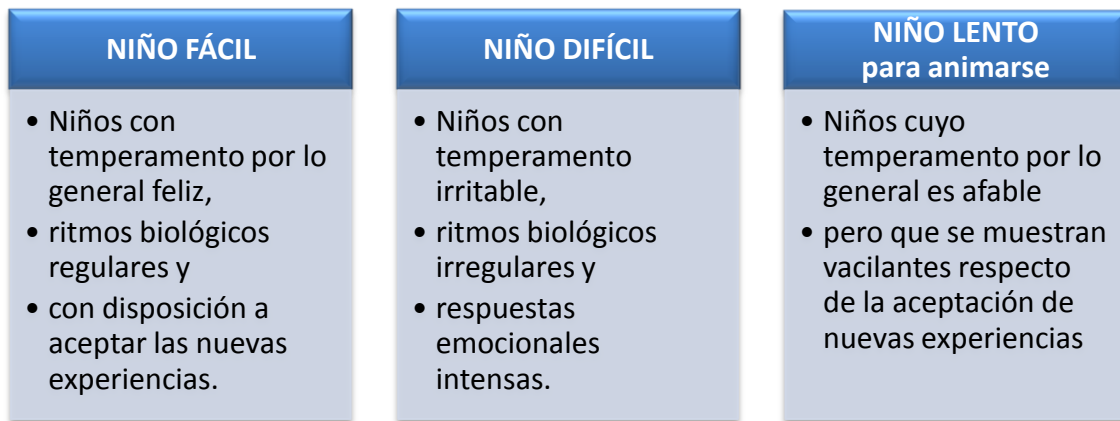 NIÑO FÁCIL
• Niños con
temperamento por lo
general feliz,
• ritmos biológicos
regulares y
• con disposición a
aceptar las nuevas
experiencias.
NIÑO DIFÍCIL
• Niños con
temperamento
irritable,
• ritmos biológicos
irregulares y
• respuestas
emocionales
intensas.
NIÑO LENTO
para animarse
• Niños cuyo
temperamento por lo
general es afable
• pero que se muestran
vacilantes respecto
de la aceptación de
nuevas experiencias